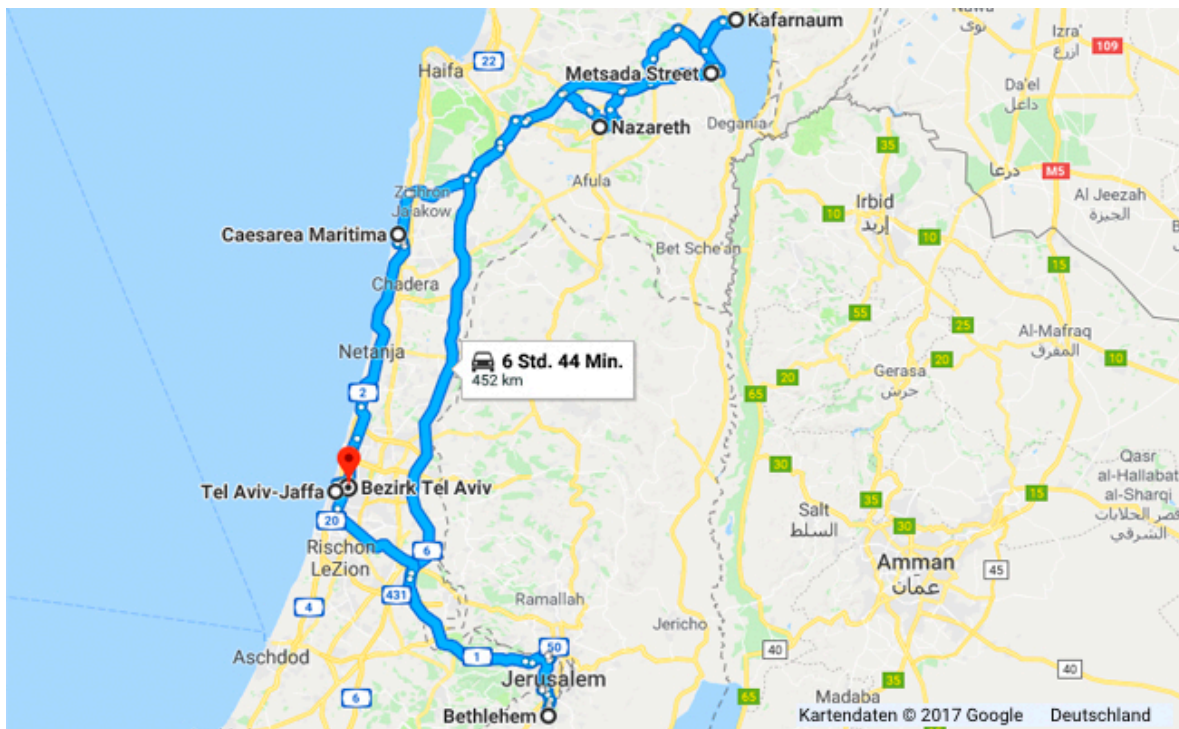 Kafarnaum
Nawa
نوى
Izra'
ازرع
109
22
Haifa
Metsada Street
Da'el
داعل
Nazareth
Degania
35
درعا
M5
Afula
Al Jeezah
الجيزة
Zichron
Ja'akow
Irbid
إربد
10
10
Caesarea Maritima
Bet Sche'an
15
Chadera
55
25
Al-Mafraq
المفرق
10
Netanja
6 Std. 44 Min.
452 km
20
Gerasa
جرش
20
2
65
30
Qasr
al-Hallabat
al-Sharqi
قصر الحلابات
الشرقي
Tel Aviv-Jaffa
Bezirk Tel Aviv
35
15
Salt
السلط
30
20
Rischon
LeZion
6
Amman
عمّان
45
431
4
Ramallah
Jericho
40
40
Aschdod
1
50
Jerusalem
35
6
65
Madaba
Bethlehem
Kartendaten © 2017 Google
Deutschland